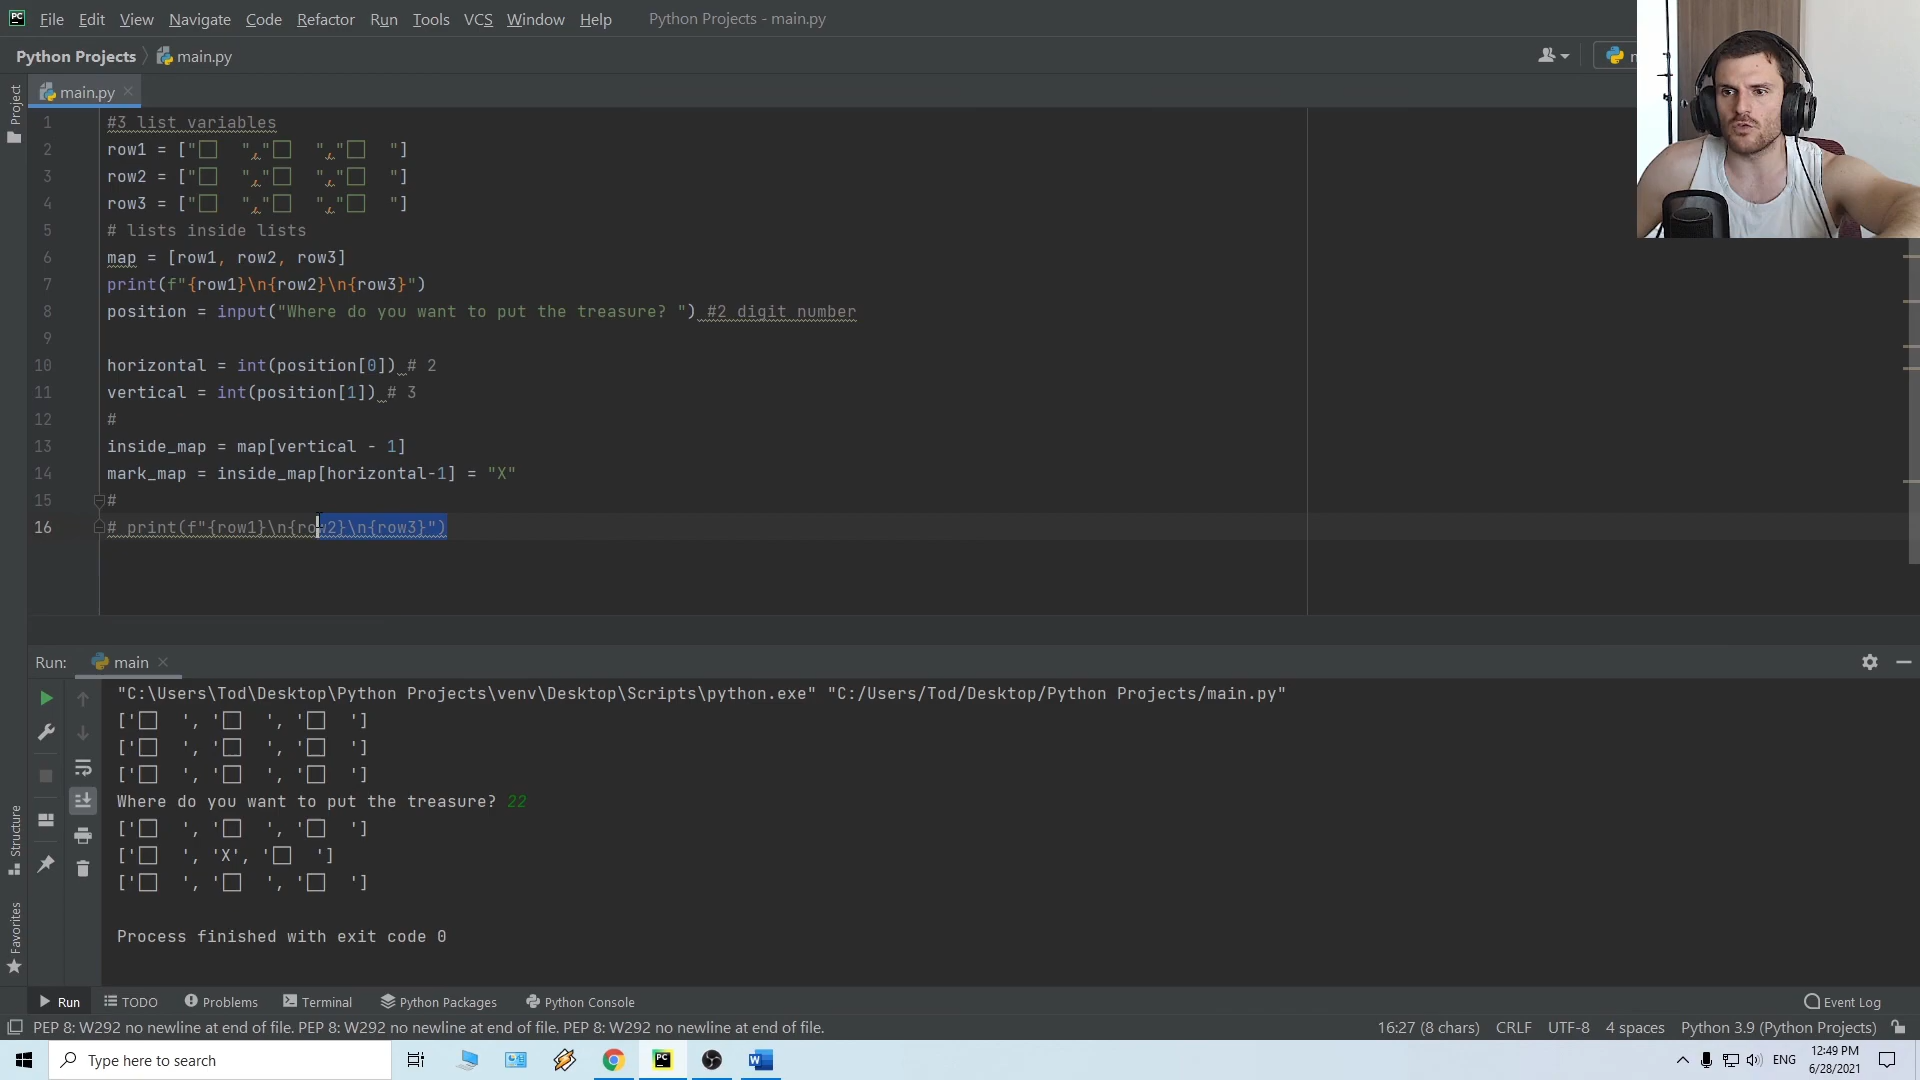 File Edit View Navigate Code Refactor Run Tools VCS Window Help Python Projects - main.py
Python Projects main.py
Project
main.py
1 #3 list variables
2 row1 = ["⬜ ","⬜ ","⬜ "]
3 row2 = ["⬜ ","⬜ ","⬜ "]
4 row3 = ["⬜ ","⬜ ","⬜ "]
5 # lists inside lists
6 map = [row1, row2, row3]
7 print(f"{row1}\n{row2}\n{row3}")
8 position = input("Where do you want to put the treasure? ") #2 digit number
9
10 horizontal = int(position[0]) # 2
11 vertical = int(position[1]) # 3
12 #
13 inside_map = map[vertical - 1]
14 mark_map = inside_map[horizontal-1] = "X"
15 #
16 # print(f"{row1}\n{row2}\n{row3}")
Run: main
"C:\Users\Tod\Desktop\Python Projects\venv\Desktop\Scripts\python.exe" "C:/Users/Tod/Desktop/Python Projects/main.py"
['⬜ ', '⬜ ', '⬜ ']
['⬜ ', '⬜ ', '⬜ ']
['⬜ ', '⬜ ', '⬜ ']
Where do you want to put the treasure? 22
['⬜ ', '⬜ ', '⬜ ']
['⬜ ', 'X', '⬜ ']
['⬜ ', '⬜ ', '⬜ ']
Process finished with exit code 0
Structure
Favorites
Run TODO Problems Terminal Python Packages Python Console Event Log
PEP 8: W292 no newline at end of file. PEP 8: W292 no newline at end of file. PEP 8: W292 no newline at end of file. 16:27 (8 chars) CRLF UTF-8 4 spaces Python 3.9 (Python Projects)
Type here to search ENG 12:49 PM
6/28/2021